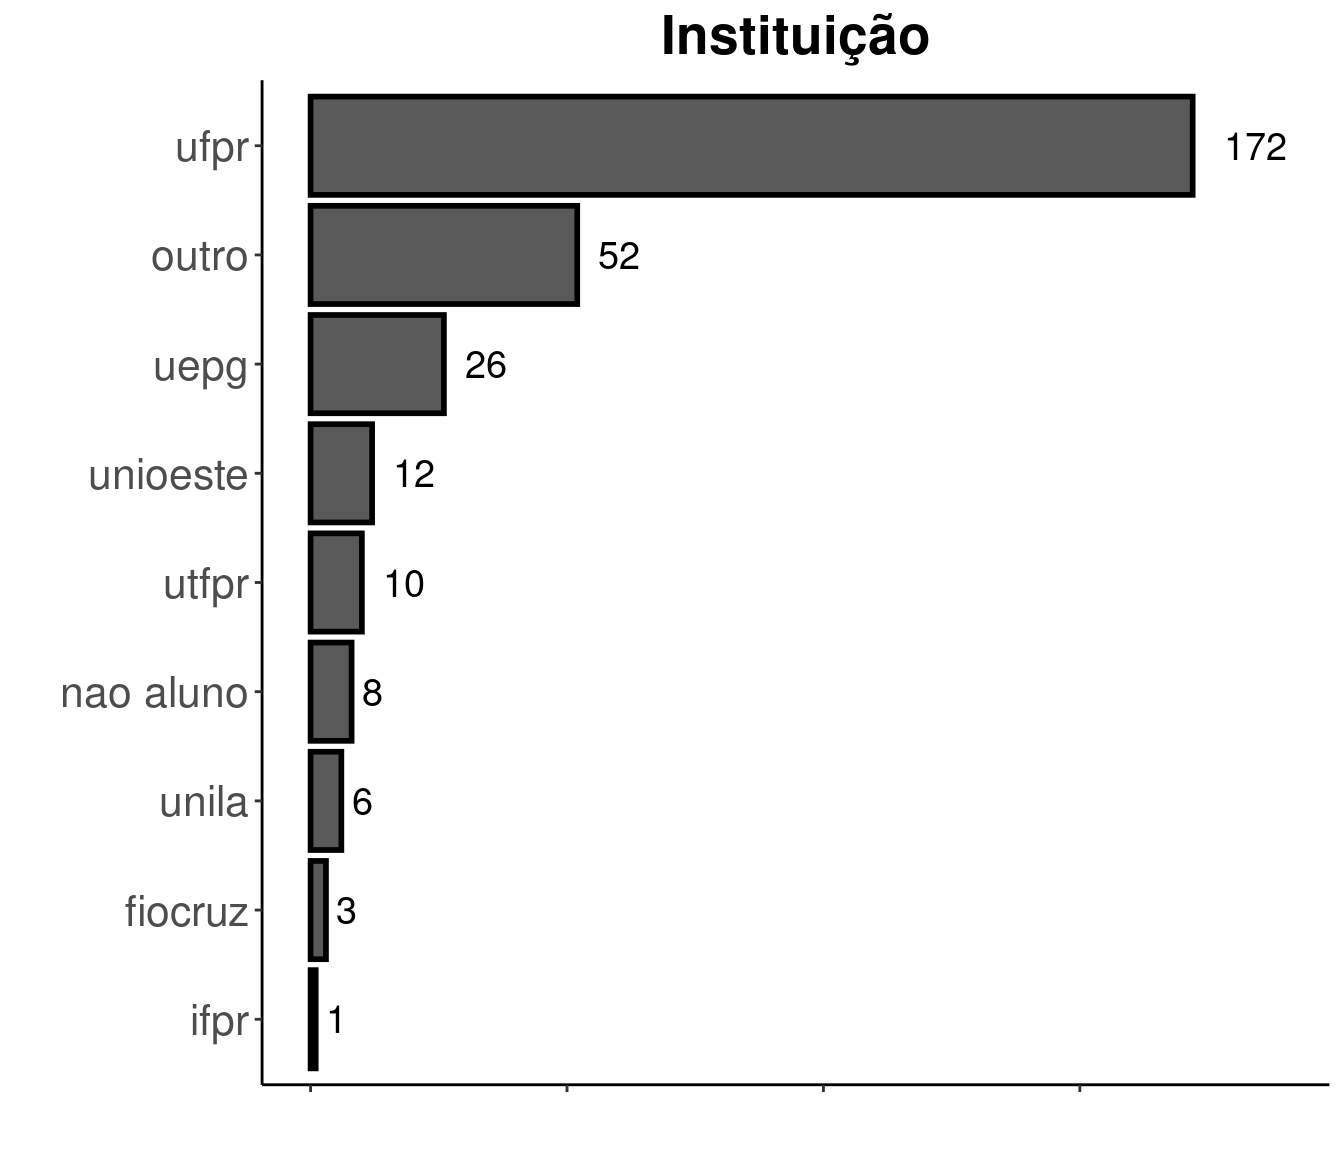 Instituição
ufpr 172
outro 52
uepg 26
unioeste 12
utfpr 10
nao aluno 8
unila 6
fiocruz 3
ifpr 1